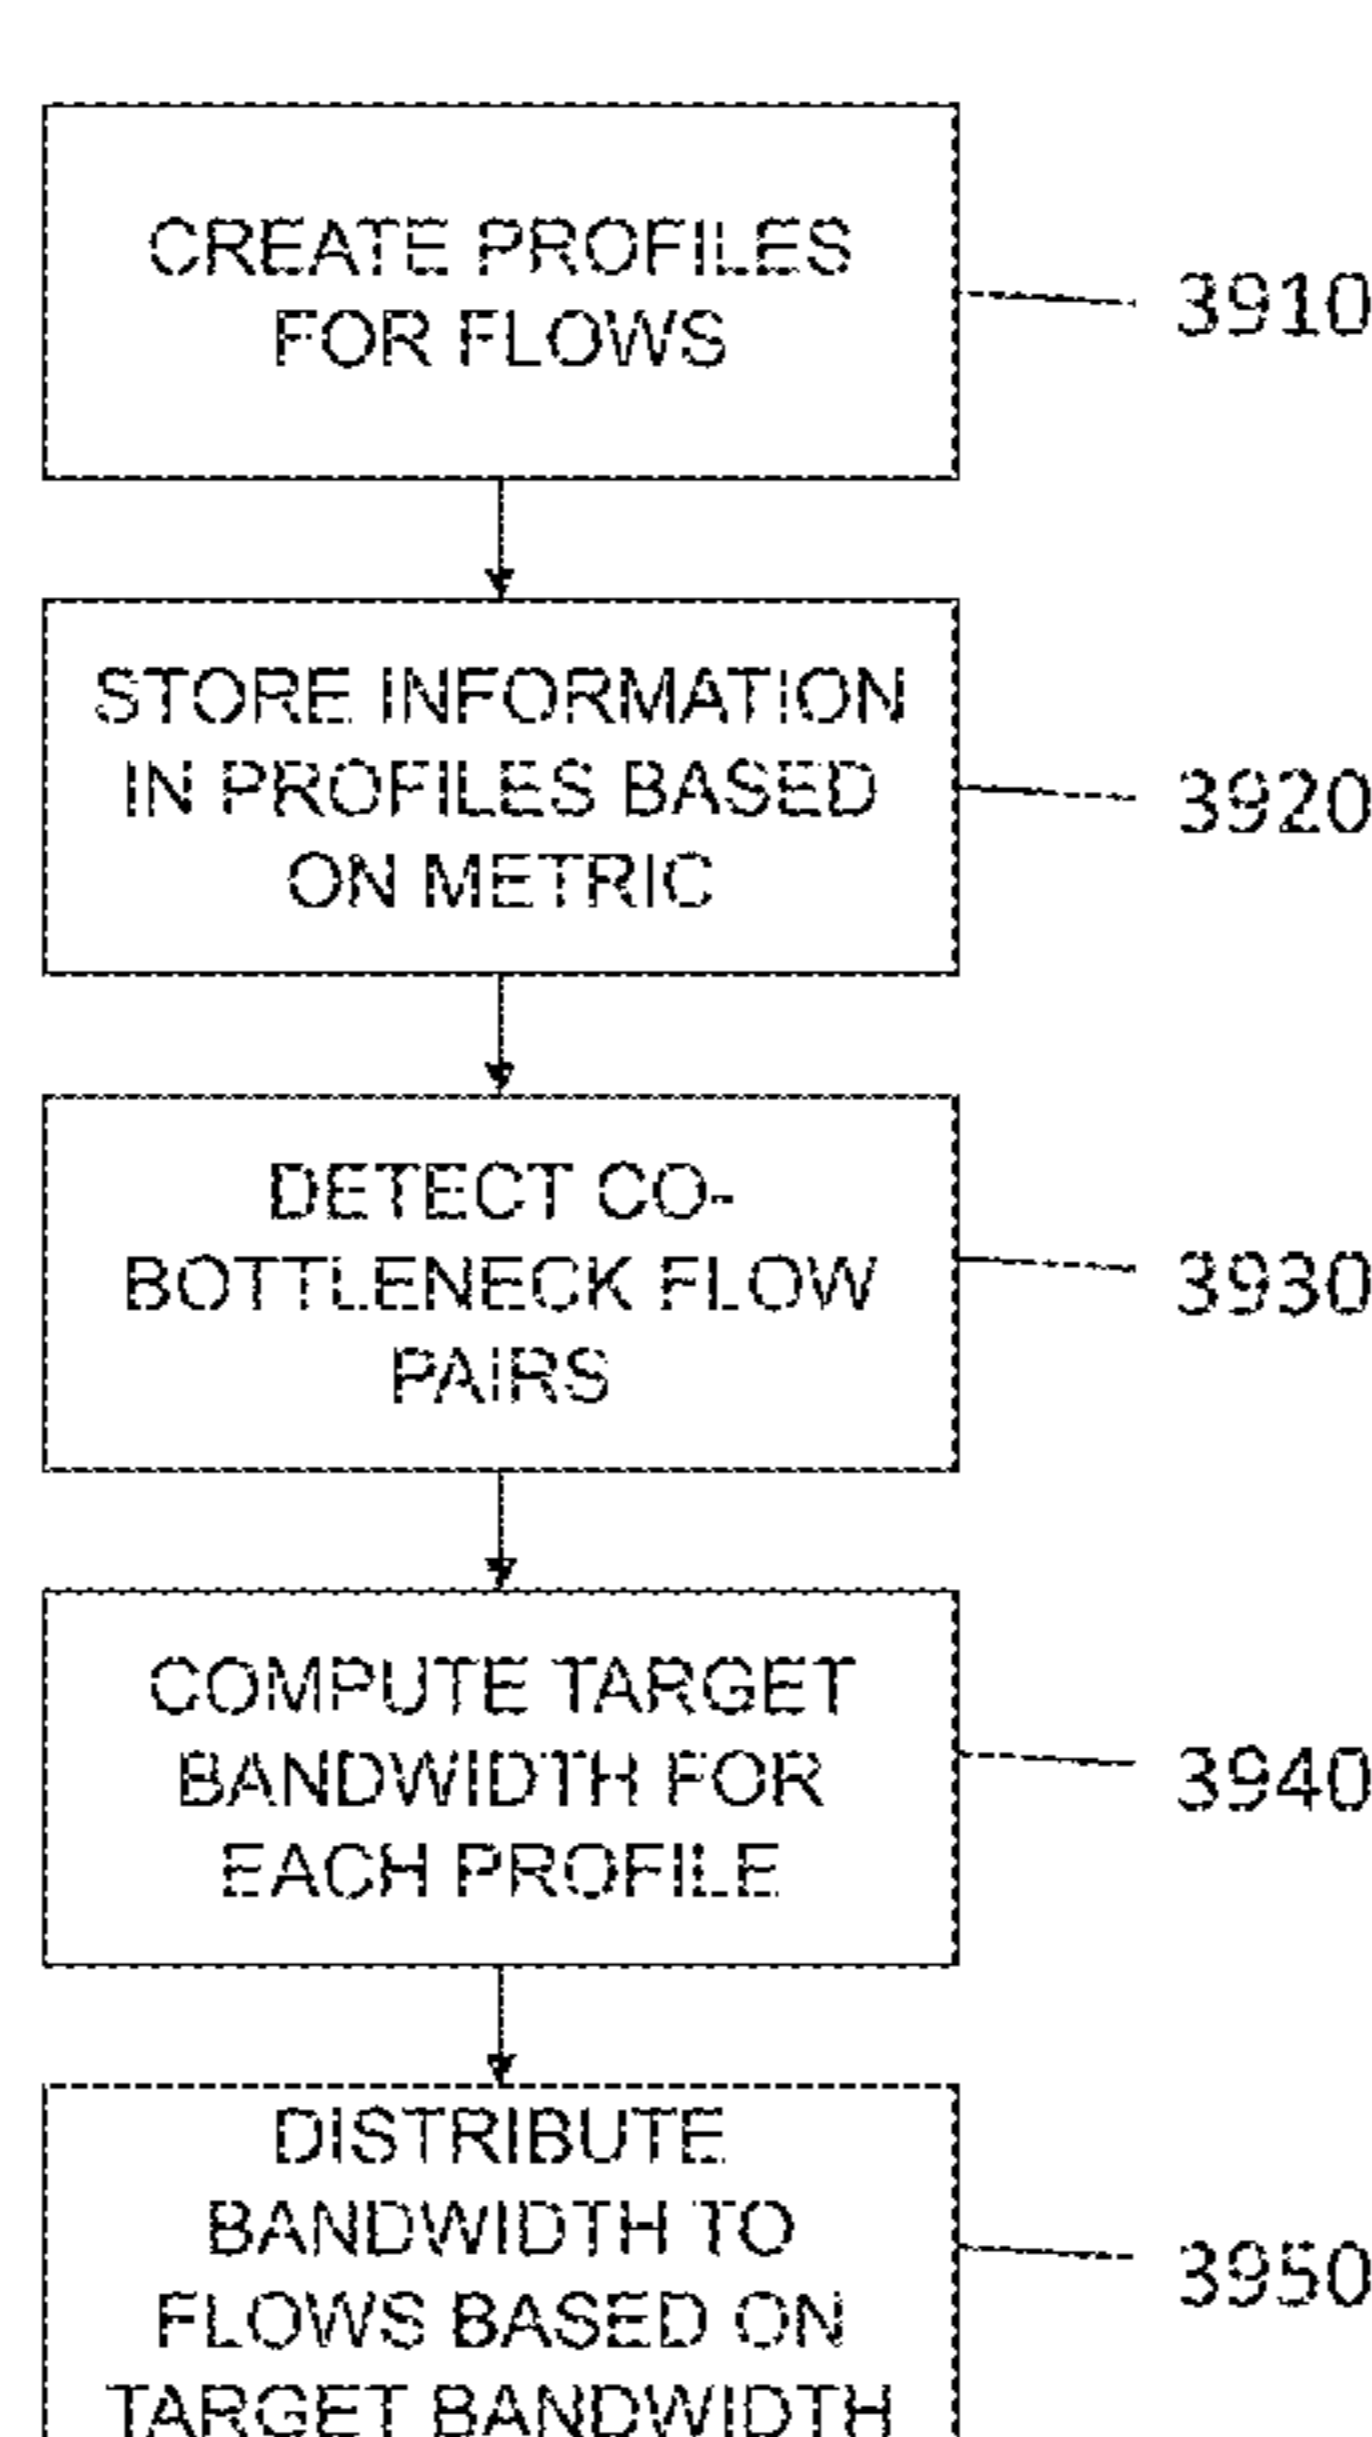 CREATE PROFILES
FOR FLOWS
3910
STORE INFORMATION
IN PROFILES BASED
ON METRIC
3920
DETECT CO-
BOTTLENECK FLOW
PAIRS
3930
COMPUTE TARGET
BANDWIDTH FOR
EACH PROFILE
3940
DISTRIBUTE
BANDWIDTH TO
FLOWS BASED ON
TARGET BANDWIDTH
3950